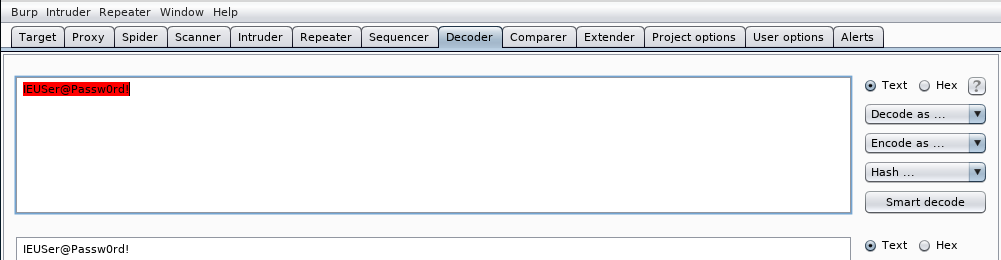 Burp Intruder Repeater Window Help
Target Proxy Spider Scanner Intruder Repeater Sequencer Decoder Comparer Extender Project options User options Alerts
IEUSer@Passw0rd!
Text Hex ?
Decode as ...
Encode as ...
Hash ...
Smart decode
IEUSer@Passw0rd!
Text Hex